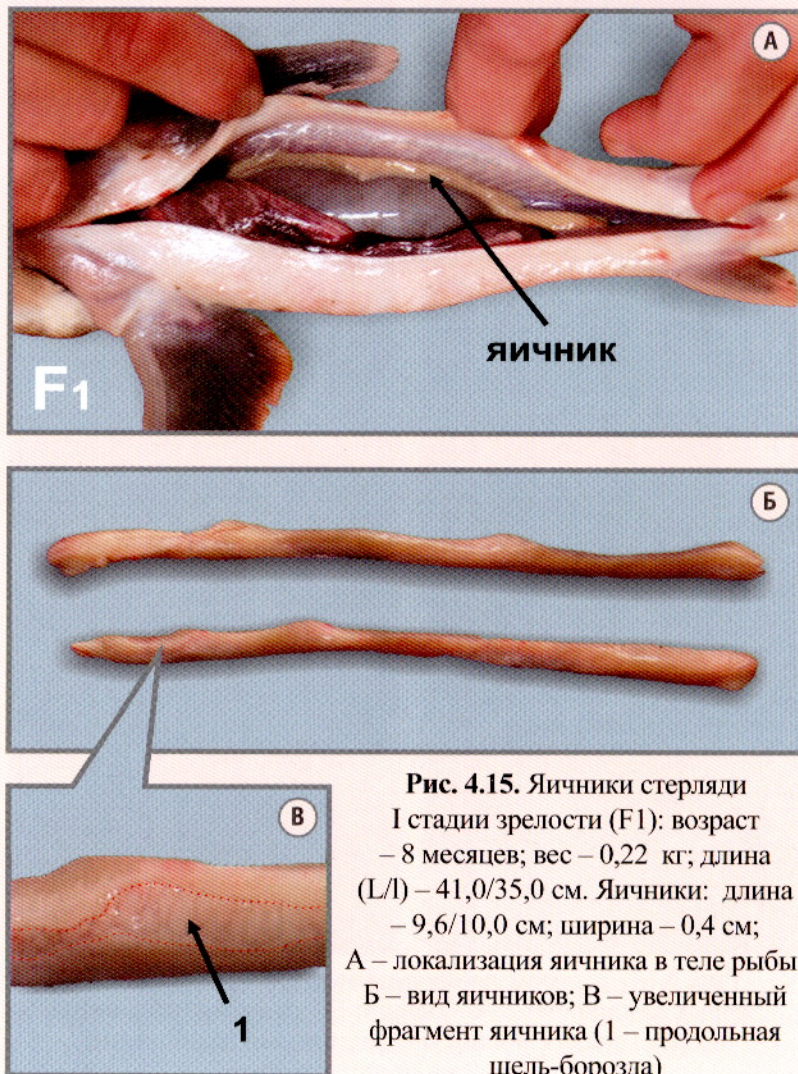 А
яичник
F1
Б
В
1
Рис. 4.15. Яичники стерляди
I стадии зрелости (F1): возраст
– 8 месяцев; вес – 0,22 кг; длина
(L/l) – 41,0/35,0 см. Яичники: длина
– 9,6/10,0 см; ширина – 0,4 см;
А – локализация яичника в теле рыбы
Б – вид яичников; В – увеличенный
фрагмент яичника (1 – продольная
щель-борозда)